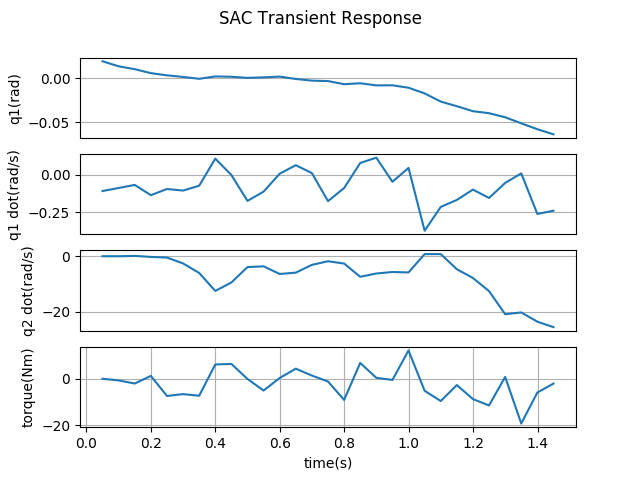 SAC Transient Response
q1(rad)
0.00
−0.05
q1 dot(rad/s)
0.00
−0.25
q2 dot(rad/s)
0
−20
torque(Nm)
0
−20
0.0 0.2 0.4 0.6 0.8 1.0 1.2 1.4
time(s)